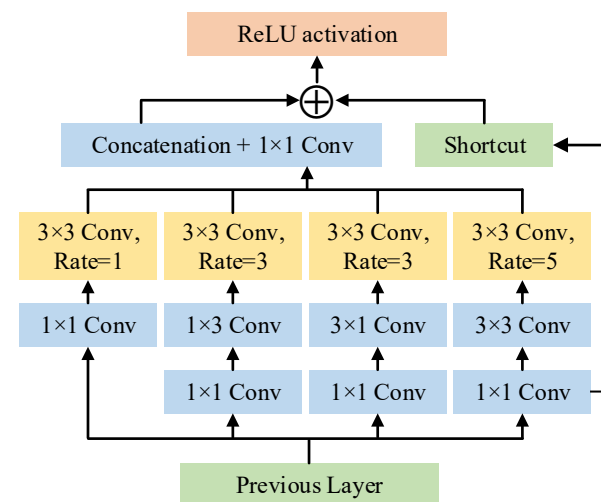 ReLU activation
Concatenation + 1×1 Conv
Shortcut
3×3 Conv,
Rate=1
3×3 Conv,
Rate=3
3×3 Conv,
Rate=3
3×3 Conv,
Rate=5
1×1 Conv
1×3 Conv
3×1 Conv
3×3 Conv
1×1 Conv
1×1 Conv
1×1 Conv
Previous Layer